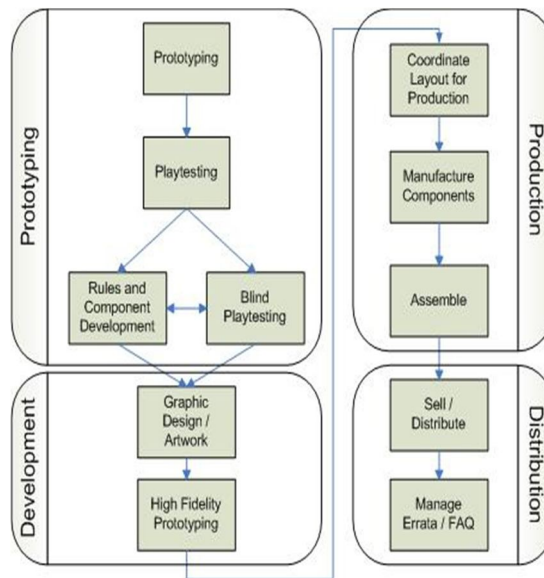 Prototyping
Prototyping
Playtesting
Rules and
Component
Development
Blind
Playtesting
Development
Graphic
Design /
Artwork
High Fidelity
Prototyping
Production
Coordinate
Layout for
Production
Manufacture
Components
Assemble
Distribution
Sell /
Distribute
Manage
Errata / FAQ